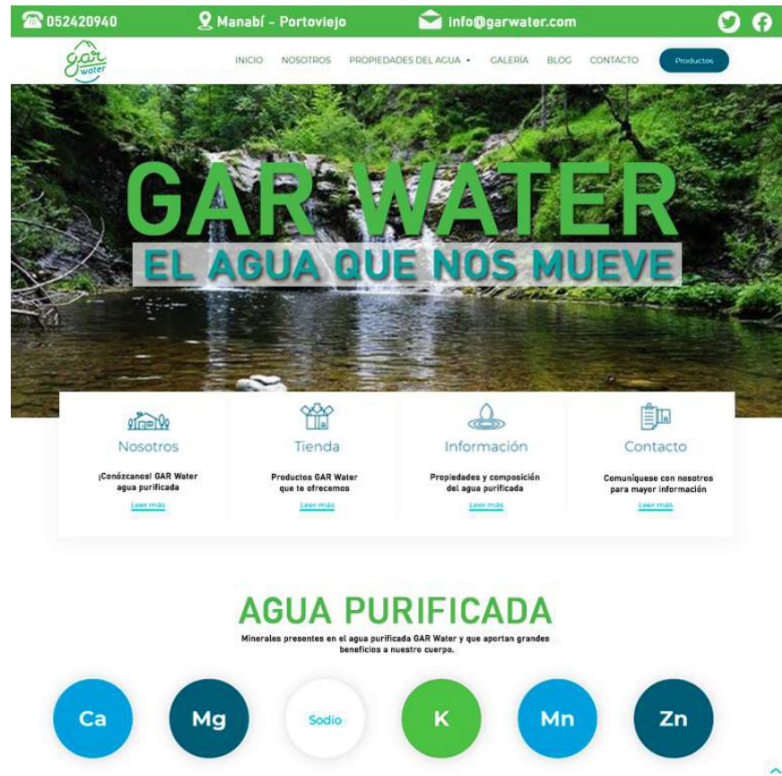 052420940
Manabí - Portoviejo
info@garwater.com
gar
water
INICIO NOSOTROS PROPIEDADES DEL AGUA GALERÍA BLOG CONTACTO Productos
GAR WATER
EL AGUA QUE NOS MUEVE
Nosotros
¡Conózcanos! GAR Water
agua purificada
Leer más
Tienda
Productos GAR Water
que te ofrecemos
Leer más
Información
Propiedades y composición
del agua purificada
Leer más
Contacto
Comuníquese con nosotros
para mayor información
Leer más
AGUA PURIFICADA
Minerales presentes en el agua purificada GAR Water y que aportan grandes
beneficios a nuestro cuerpo.
Ca Mg Sodio K Mn Zn